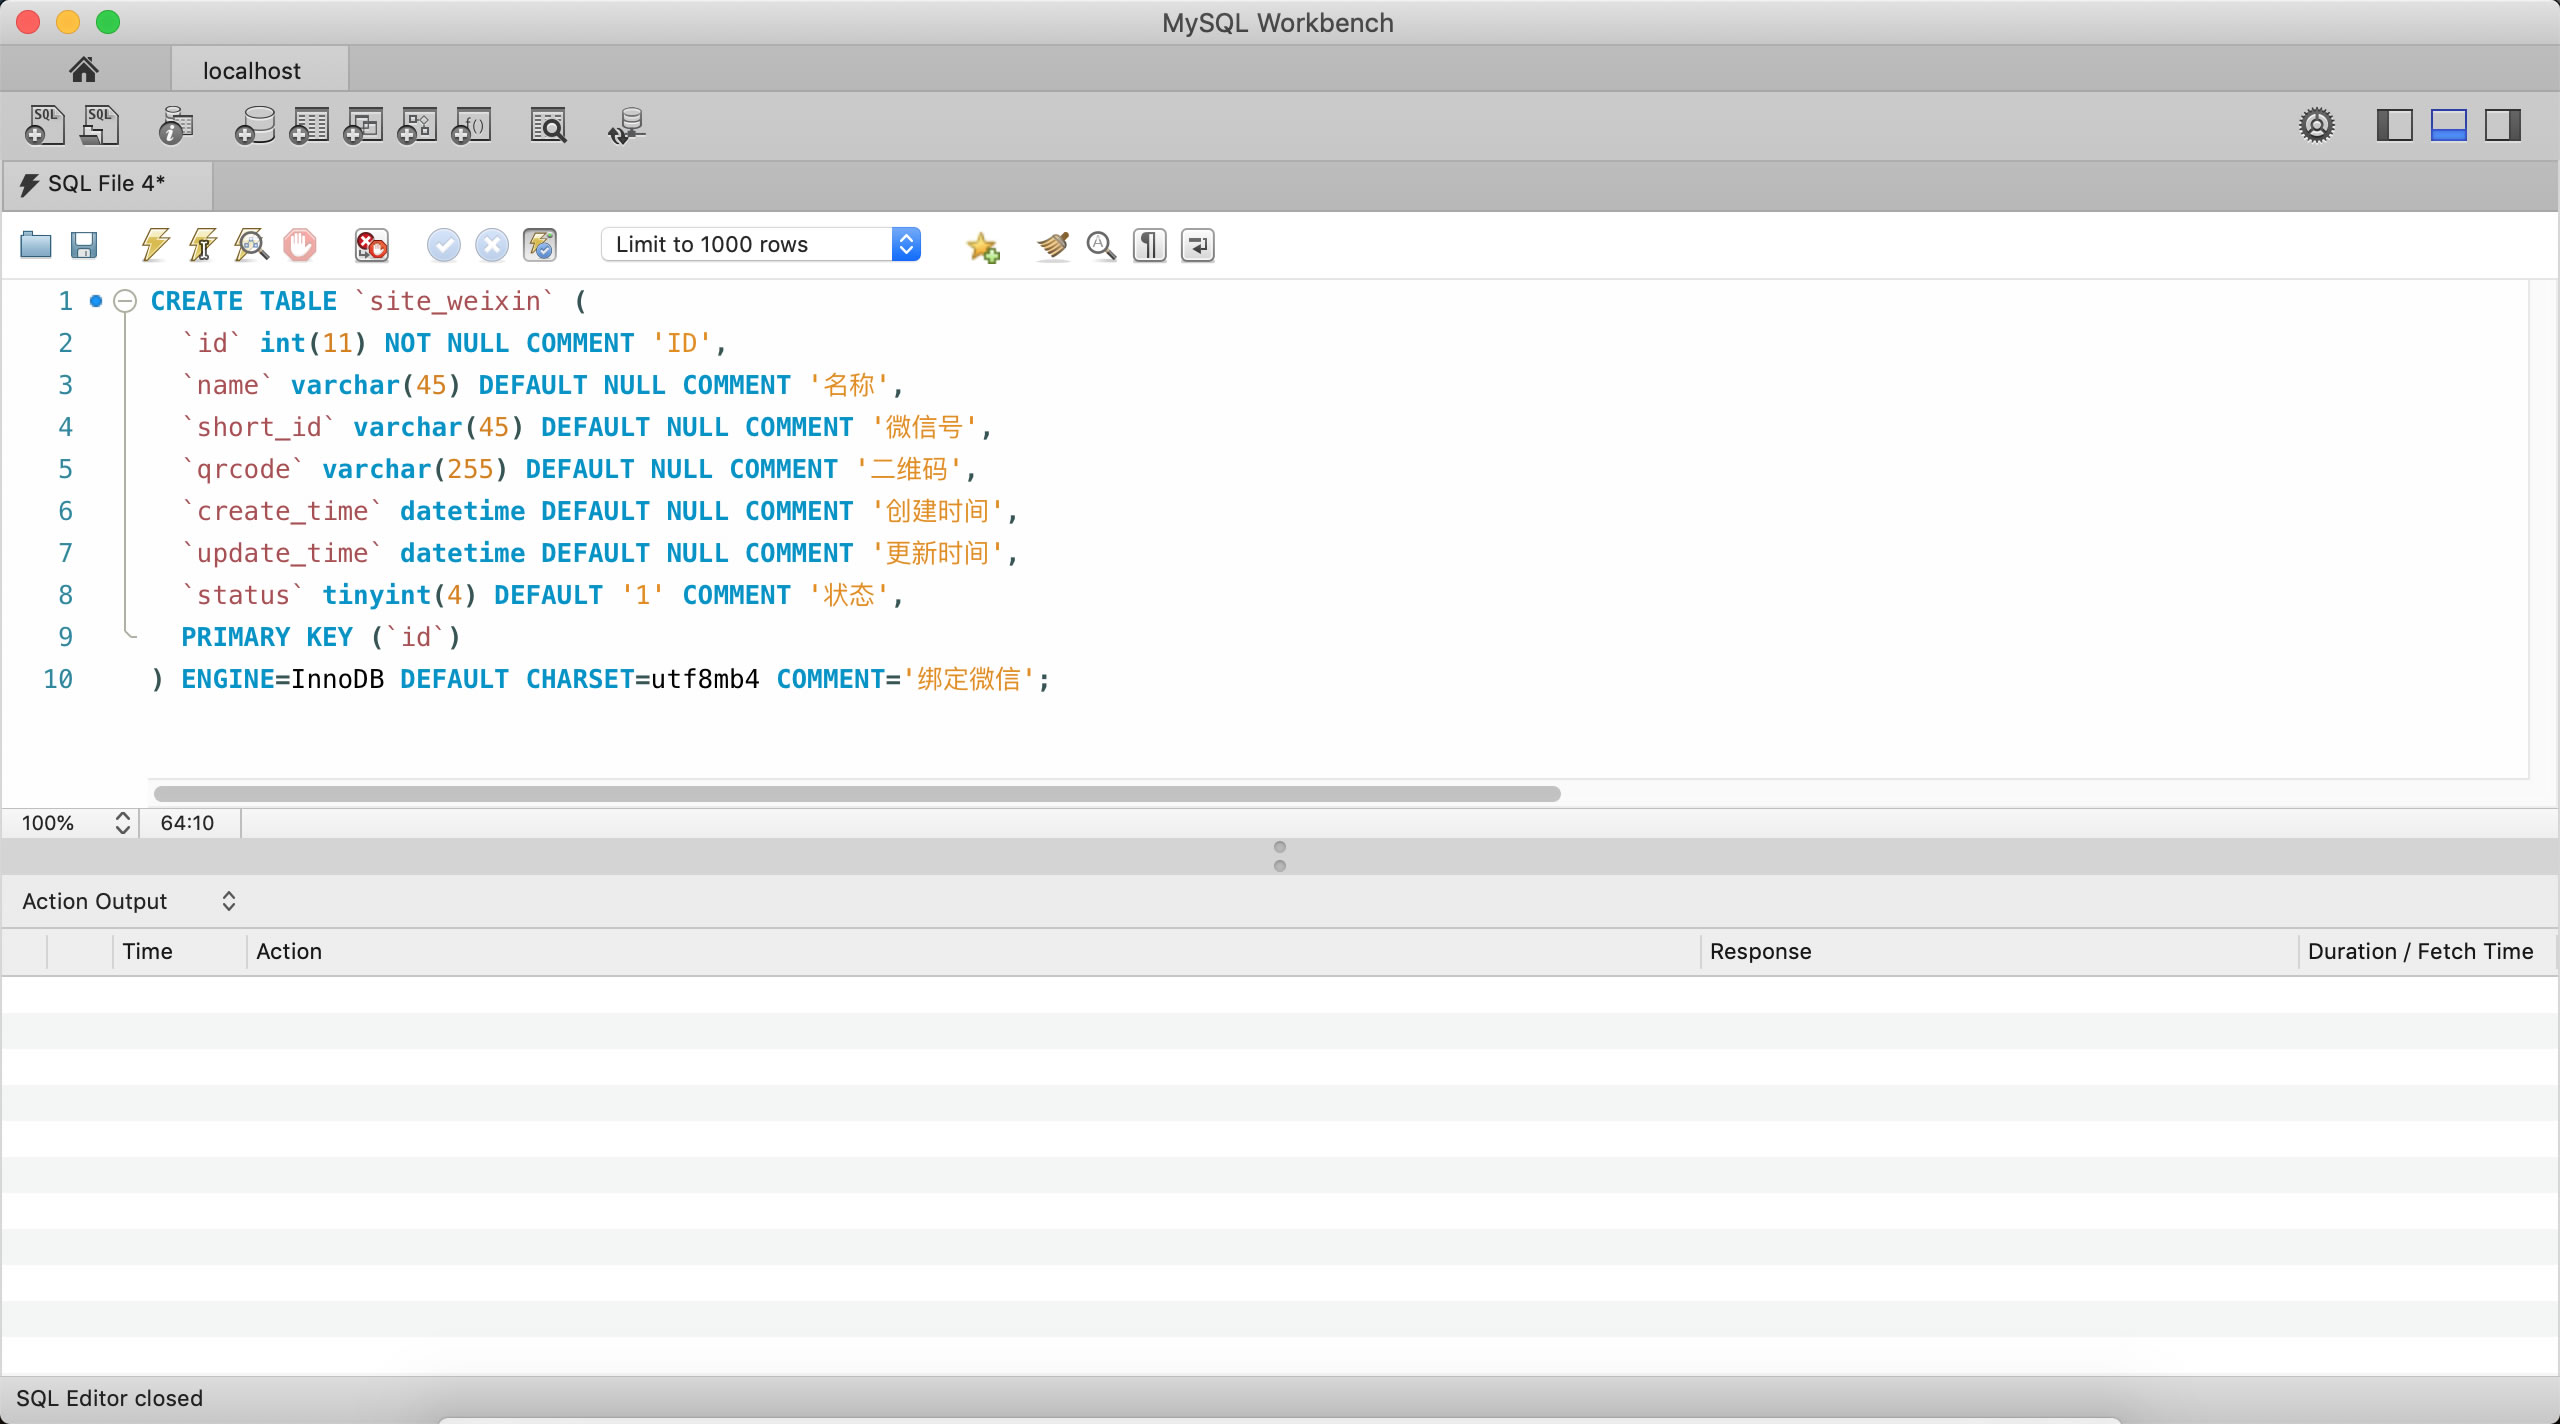 MySQL Workbench
localhost
SQL File 4*
Limit to 1000 rows
1 CREATE TABLE `site_weixin` (
2 `id` int(11) NOT NULL COMMENT 'ID',
3 `name` varchar(45) DEFAULT NULL COMMENT '名称',
4 `short_id` varchar(45) DEFAULT NULL COMMENT '微信号',
5 `qrcode` varchar(255) DEFAULT NULL COMMENT '二维码',
6 `create_time` datetime DEFAULT NULL COMMENT '创建时间',
7 `update_time` datetime DEFAULT NULL COMMENT '更新时间',
8 `status` tinyint(4) DEFAULT '1' COMMENT '状态',
9 PRIMARY KEY (`id`)
10 ) ENGINE=InnoDB DEFAULT CHARSET=utf8mb4 COMMENT='绑定微信';
100% 64:10
Action Output
Time Action Response Duration / Fetch Time
SQL Editor closed